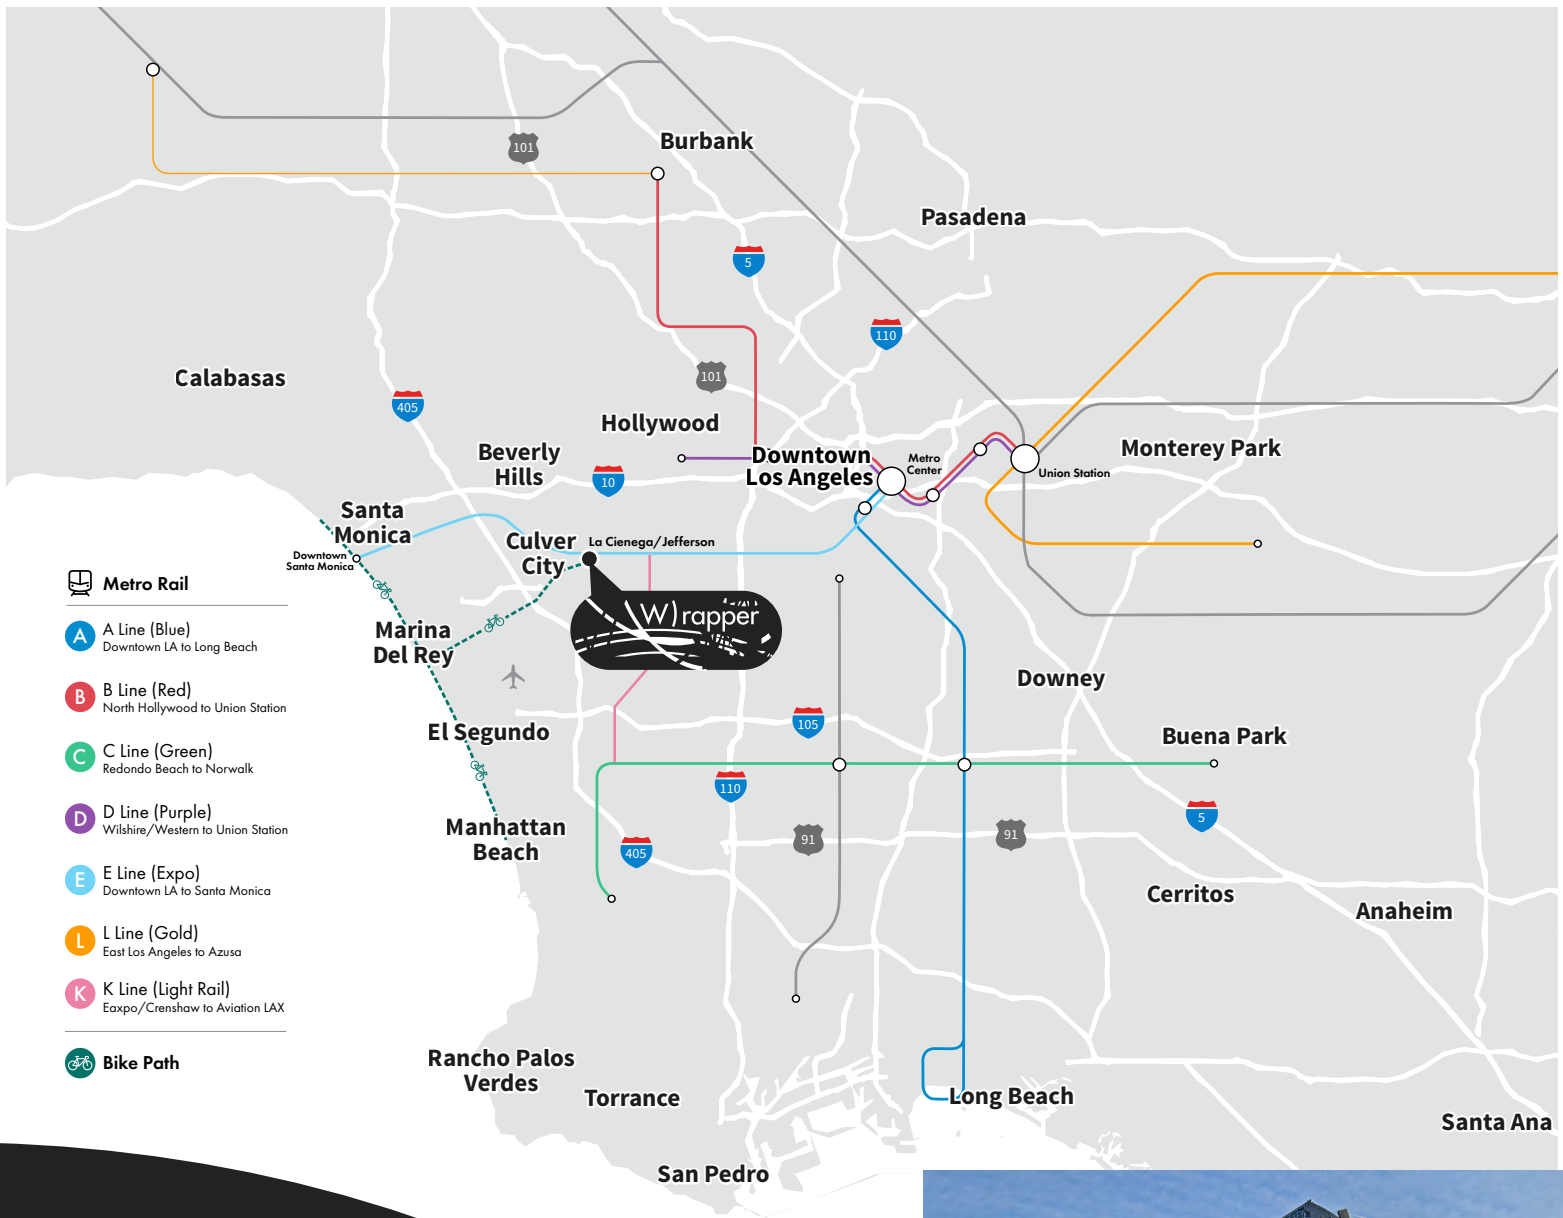 101
Burbank
Pasadena
5
110
101
Calabasas
405
Hollywood
Beverly
Hills
10
Downtown
Los Angeles
Metro
Center
Union Station
Monterey Park
Santa
Monica
Downtown
Santa Monica
Culver
City
La Cienega/Jefferson
W)rapper
Marina
Del Rey
El Segundo
Manhattan
Beach
105
110
405
91
91
5
Downey
Buena Park
Cerritos
Anaheim
Rancho Palos
Verdes
Torrance
San Pedro
Long Beach
Santa Ana
Metro Rail
A
A Line (Blue)
Downtown LA to Long Beach
B
B Line (Red)
North Hollywood to Union Station
C
C Line (Green)
Redondo Beach to Norwalk
D
D Line (Purple)
Wilshire/Western to Union Station
E
E Line (Expo)
Downtown LA to Santa Monica
L
L Line (Gold)
East Los Angeles to Azusa
K
K Line (Light Rail)
Eaxpo/Crenshaw to Aviation LAX
Bike Path